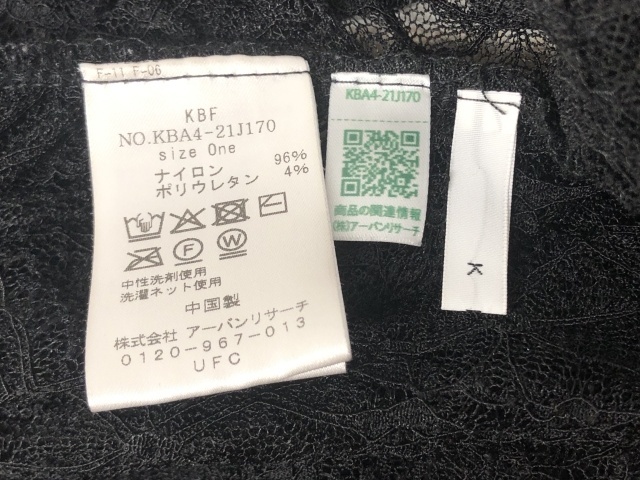 F-11 F-06
KBF
NO.KBA4-21J170
size One
ナイロン 96%
ポリウレタン 4%
中性洗剤使用
洗濯ネット使用
中国製
株式会社 アーバンリサーチ
0120-967-013
UFC
KBA4-21J170
商品の関連情報
(株)アーバンリサーチ
K